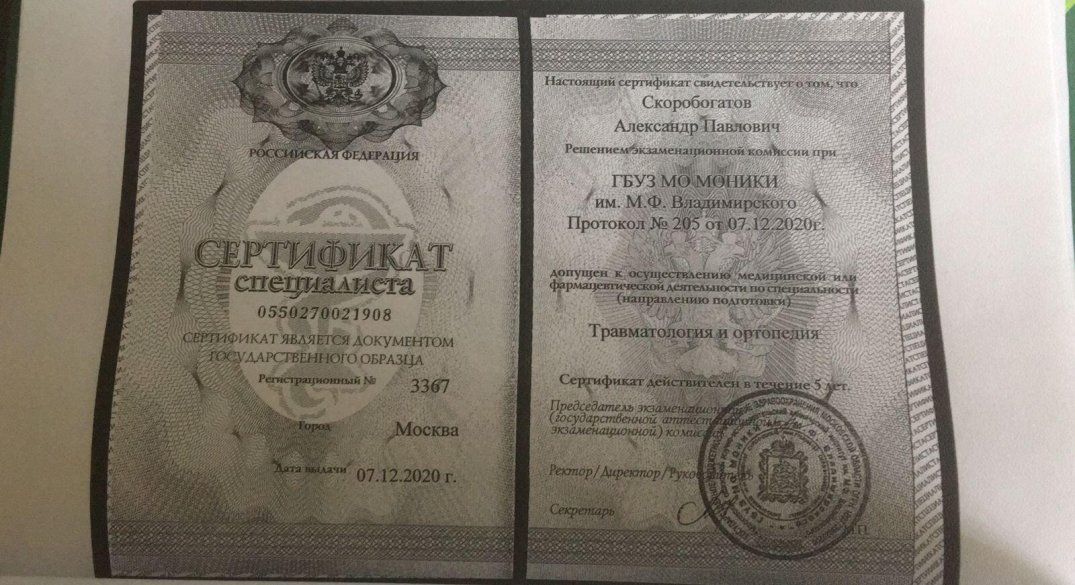 РОССИЙСКАЯ ФЕДЕРАЦИЯ
СЕРТИФИКАТ
специалиста
0550270021908
СЕРТИФИКАТ ЯВЛЯЕТСЯ ДОКУМЕНТОМ
ГОСУДАРСТВЕННОГО ОБРАЗЦА
Регистрационный № 3367
Город Москва
Дата выдачи 07.12.2020 г.
Настоящий сертификат свидетельствует о том, что
Скоробогатов
Александр Павлович
Решением экзаменационной комиссии при
ГБУЗ МО МОНИКИ
им. М.Ф. Владимирского
Протокол № 205 от 07.12.2020г.
допущен к осуществлению медицинской или
фармацевтической деятельности по специальности
(направлению подготовки)
Травматология и ортопедия
Сертификат действителен в течение 5 лет.
Председатель экзаменационной
(государственной аттестационной
экзаменационной) комиссии
Ректор/Директор/Руководитель
Секретарь